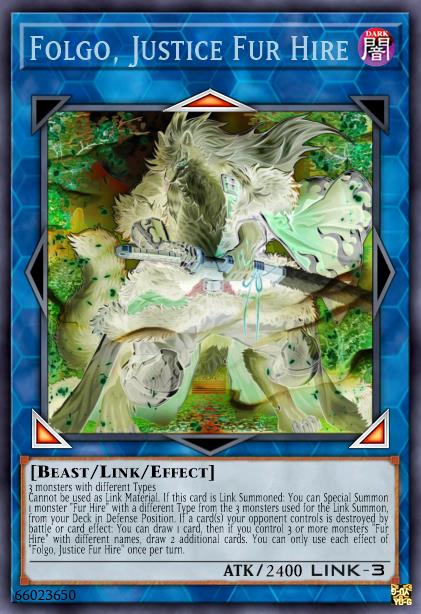 Folgo, Justice Fur Hire
DARK
闇
[Beast/Link/Effect]
3 monsters with different Types
Cannot be used as Link Material. If this card is Link Summoned: You can Special Summon
1 monster "Fur Hire" with a different Type from the 3 monsters used for the Link Summon,
from your Deck in Defense Position. If a card(s) your opponent controls is destroyed by
battle or card effect: You can draw 1 card, then if you control 3 or more monsters "Fur
Hire" with different names, draw 2 additional cards. You can only use each effect of
"Folgo, Justice Fur Hire" once per turn.
ATK/2400 LINK-3
66023650